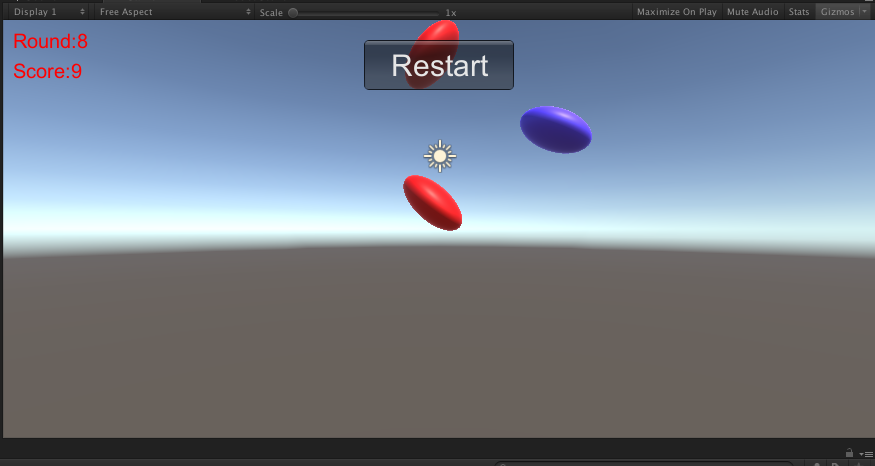 Display 1 Free Aspect Scale 1x Maximize On Play Mute Audio Stats Gizmos
Round:8
Score:9
Restart